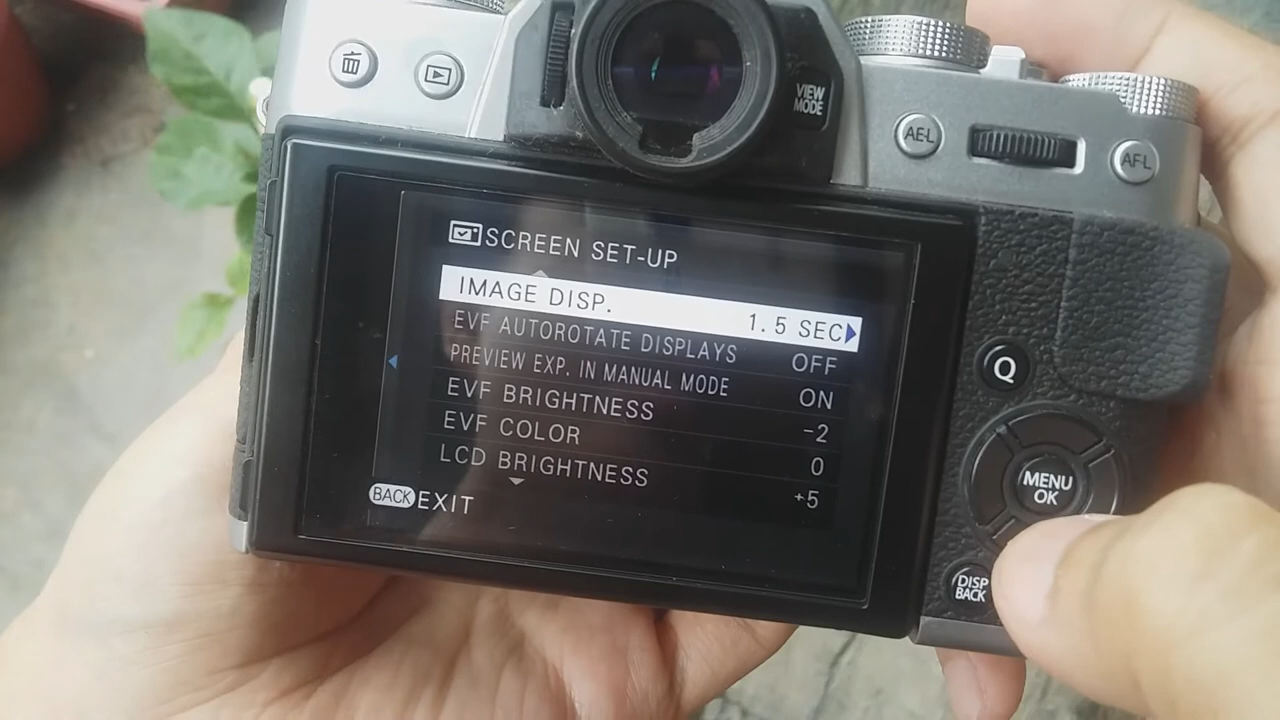 VIEW
MODE
AE-L
AF-L
SCREEN SET-UP
IMAGE DISP. 1.5 SEC
EVF AUTOROTATE DISPLAYS OFF
PREVIEW EXP. IN MANUAL MODE ON
EVF BRIGHTNESS -2
EVF COLOR 0
LCD BRIGHTNESS +5
BACK EXIT
Q
MENU
OK
DISP
BACK